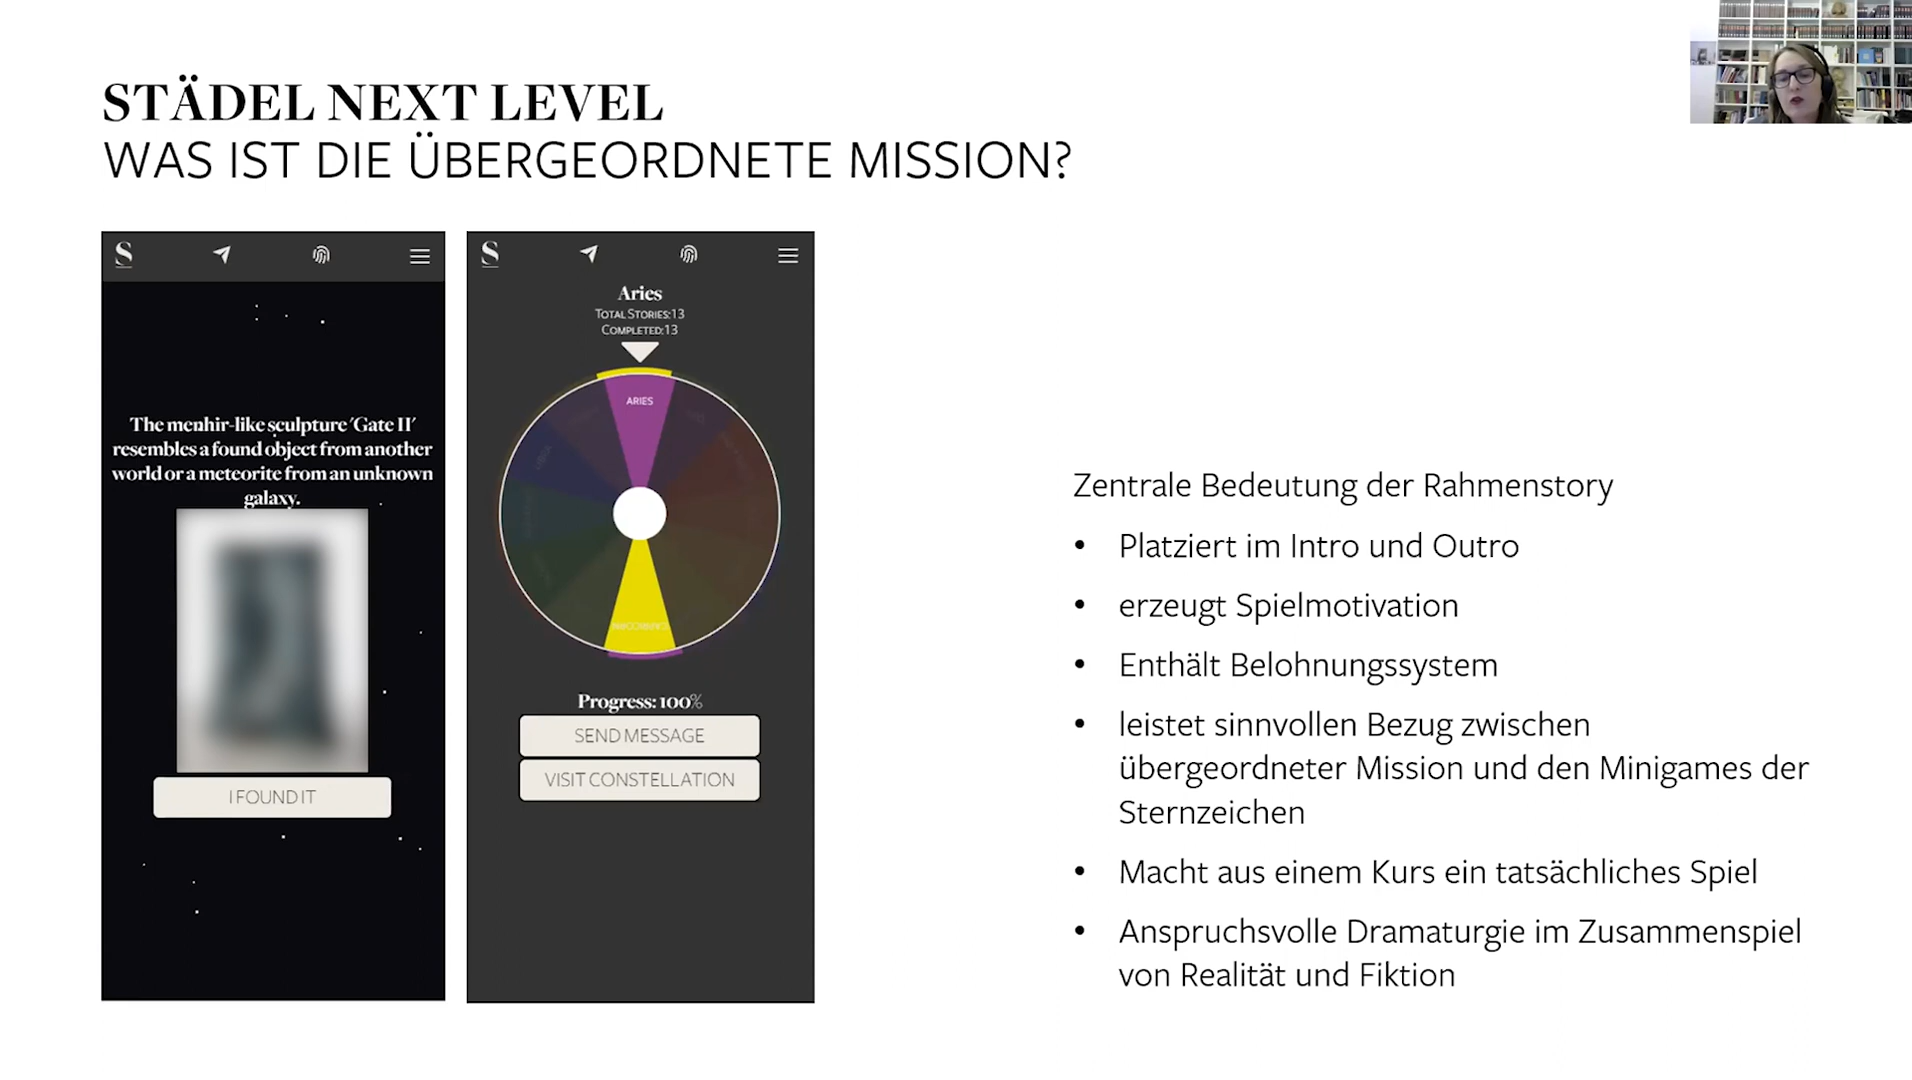 STÄDEL NEXT LEVEL
WAS IST DIE ÜBERGEORDNETE MISSION?
S
The menhir-like sculpture 'Gate II'
resembles a found object from another
world or a meteorite from an unknown
galaxy.
I FOUND IT
S
Aries
TOTAL STORIES:13
COMPLETED:13
ARIES
CAPRICORN
Progress: 100%
SEND MESSAGE
VISIT CONSTELLATION
Zentrale Bedeutung der Rahmenstory
• Platziert im Intro und Outro
• erzeugt Spielmotivation
• Enthält Belohnungssystem
• leistet sinnvollen Bezug zwischen
übergeordneter Mission und den Minigames der
Sternzeichen
• Macht aus einem Kurs ein tatsächliches Spiel
• Anspruchsvolle Dramaturgie im Zusammenspiel
von Realität und Fiktion